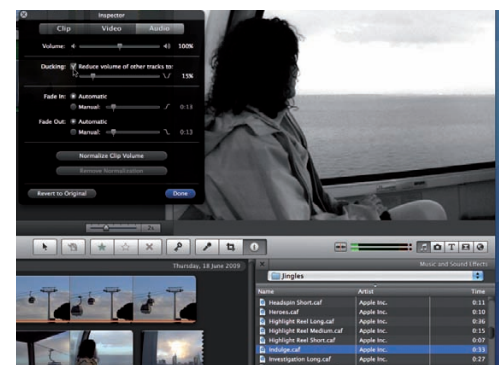 Inspector
Clip Video Audio
Volume: 100%
Ducking: Reduce volume of other tracks to:
15%
Fade In: Automatic
Manual: 0:13
Fade Out: Automatic
Manual: 0:13
Normalize Clip Volume
Remove Normalization
Revert to Original Done
2s
Thursday, 18 June 2009
Music and Sound Effects
Jingles
Name Artist Time
Headspin Short.caf Apple Inc. 0:11
Heroes.caf Apple Inc. 0:10
Highlight Reel Long.caf Apple Inc. 0:36
Highlight Reel Medium.caf Apple Inc. 0:15
Highlight Reel Short.caf Apple Inc. 0:07
Indulge.caf Apple Inc. 0:33
Investigation Long.caf Apple Inc. 0:27